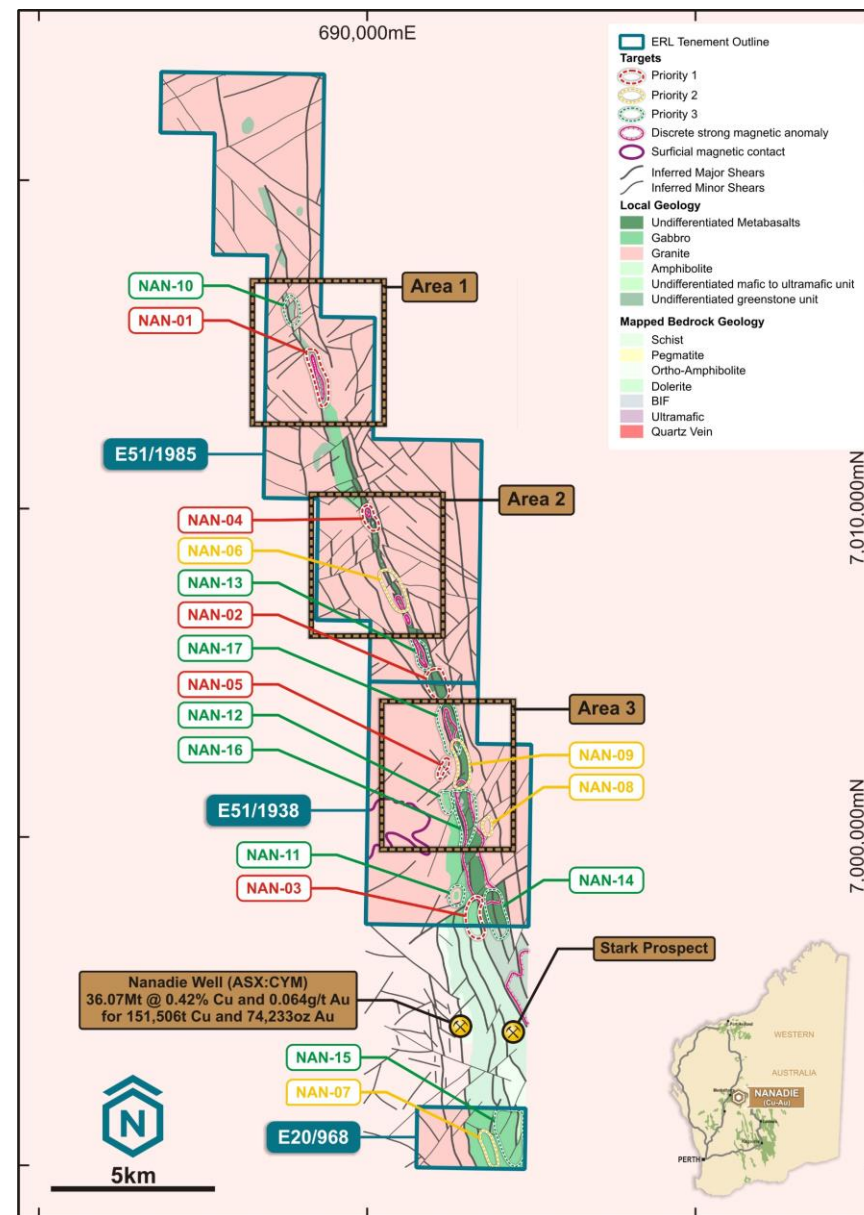 690,000mE
ERL Tenement Outline
Targets
Priority 1
Priority 2
Priority 3
Discrete strong magnetic anomaly
Surficial magnetic contact
Inferred Major Shears
Inferred Minor Shears
Local Geology
Undifferentiated Metabasalts
Gabbro
Granite
Amphibolite
Undifferentiated mafic to ultramafic unit
Undifferentiated greenstone unit
Mapped Bedrock Geology
Schist
Pegmatite
Ortho-Amphibolite
Dolerite
BIF
Ultramafic
Quartz Vein
NAN-10
Area 1
NAN-01
E51/1985
Area 2
7,010,000mN
NAN-04
NAN-06
NAN-13
NAN-02
NAN-17
NAN-05
Area 3
NAN-12
NAN-16
NAN-09
NAN-08
E51/1938
7,000,000mN
NAN-11
NAN-03
NAN-14
Stark Prospect
Nanadie Well (ASX:CYM)
36.07Mt @ 0.42% Cu and 0.064g/t Au
for 151,506t Cu and 74,233oz Au
NAN-15
NAN-07
E20/968
N
5km
WESTERN
AUSTRALIA
NANADIE
(Cu-Au)
PERTH